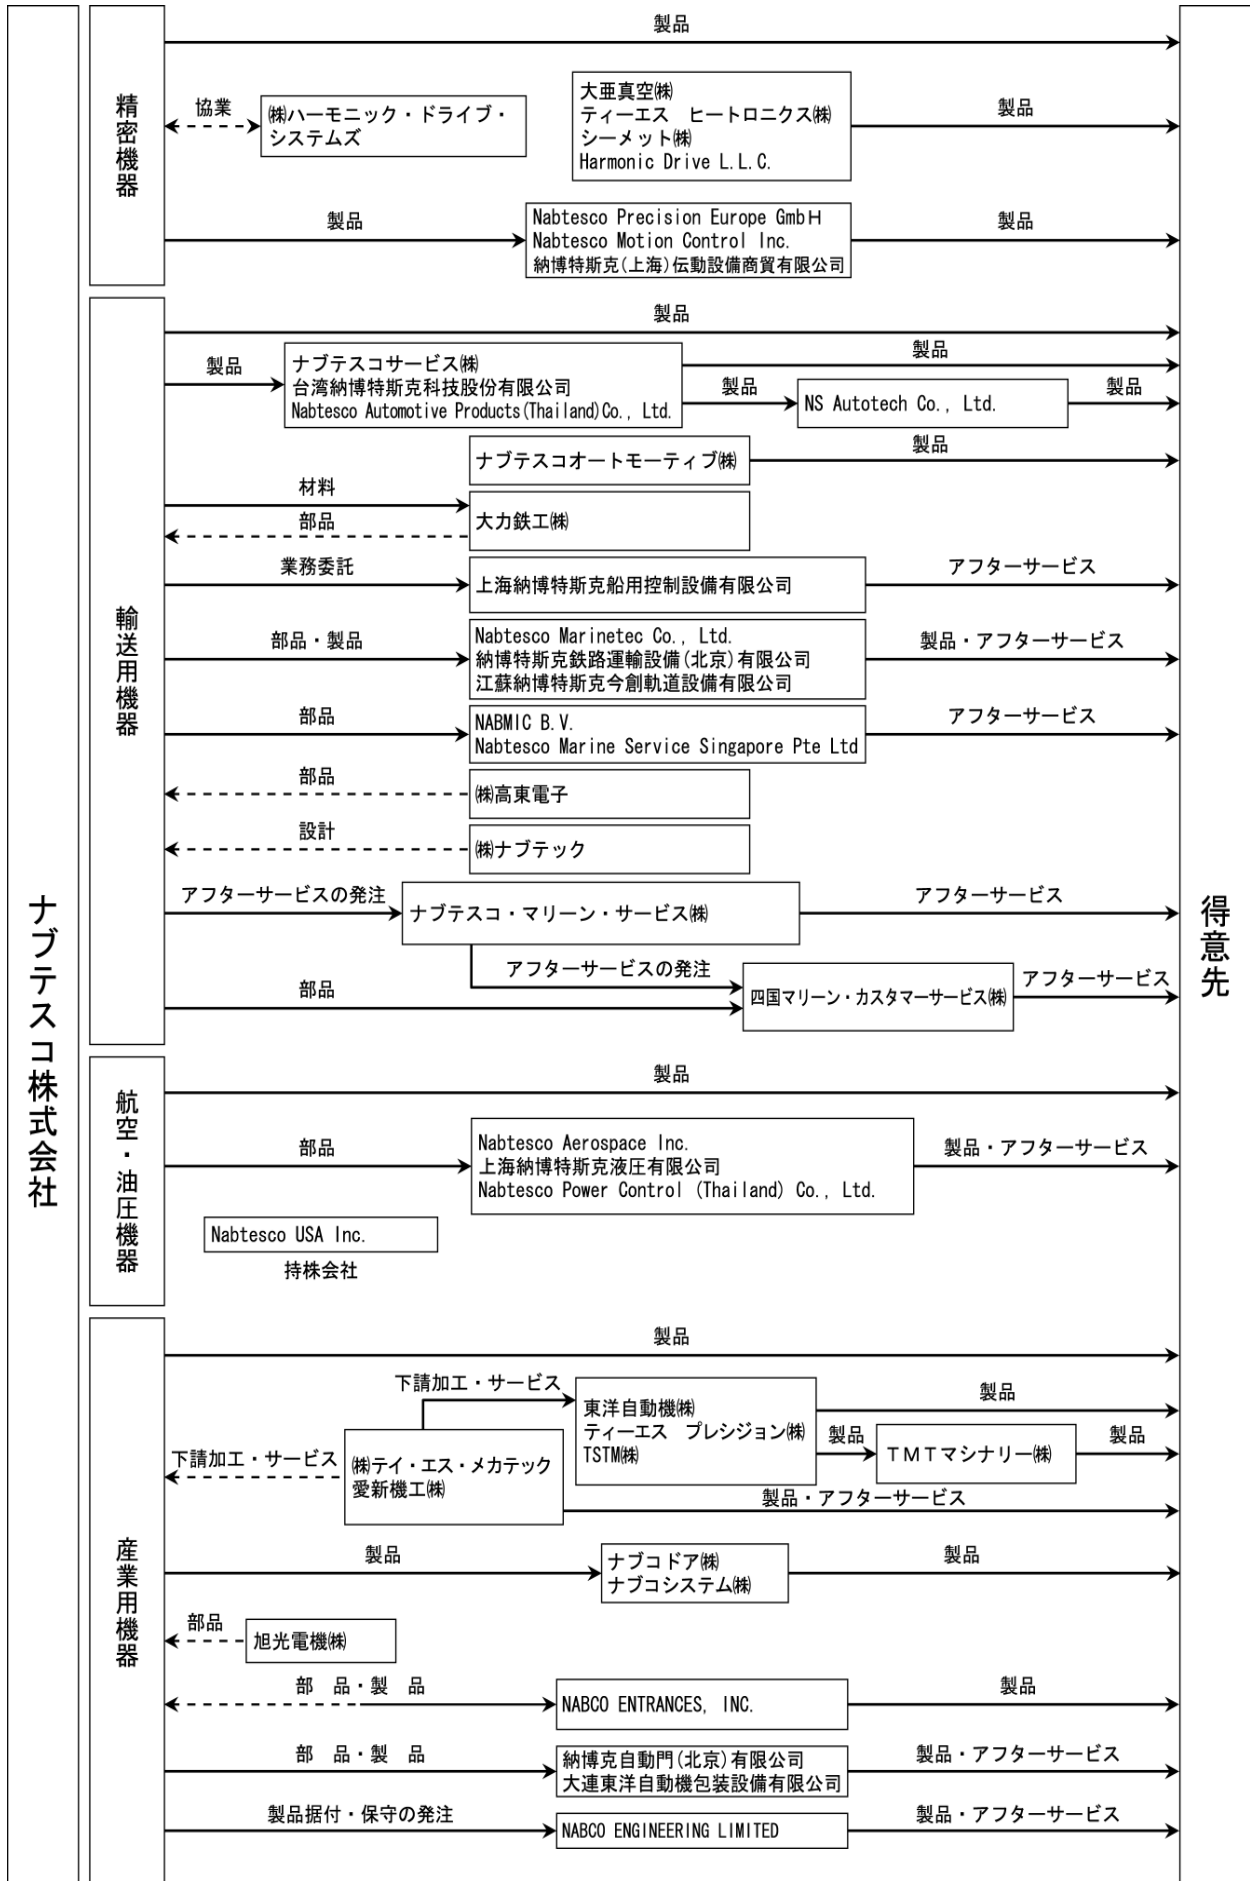 ナブテスコ株式会社
得意先
精密機器
製品
協業
㈱ハーモニック・ドライブ・
システムズ
大亜真空㈱
ティーエス　ヒートロニクス㈱
シーメット㈱
Harmonic Drive L.L.C.
製品
製品
Nabtesco Precision Europe GmbH
Nabtesco Motion Control Inc.
納博特斯克(上海)伝動設備商貿有限公司
製品
輸送用機器
製品
製品
ナブテスコサービス㈱
台湾納博特斯克科技股份有限公司
Nabtesco Automotive Products(Thailand)Co., Ltd.
製品
製品
NS Autotech Co., Ltd.
製品
ナブテスコオートモーティブ㈱
製品
材料
部品
大力鉄工㈱
業務委託
上海納博特斯克船用控制設備有限公司
アフターサービス
部品・製品
Nabtesco Marinetec Co., Ltd.
納博特斯克鉄路運輸設備(北京)有限公司
江蘇納博特斯克今創軌道設備有限公司
製品・アフターサービス
部品
NABMIC B.V.
Nabtesco Marine Service Singapore Pte Ltd
アフターサービス
部品
㈱高東電子
設計
㈱ナブテック
アフターサービスの発注
ナブテスコ・マリーン・サービス㈱
アフターサービス
アフターサービスの発注
部品
四国マリーン・カスタマーサービス㈱
アフターサービス
航空・油圧機器
製品
部品
Nabtesco Aerospace Inc.
上海納博特斯克液圧有限公司
Nabtesco Power Control (Thailand) Co., Ltd.
製品・アフターサービス
Nabtesco USA Inc.
持株会社
産業用機器
製品
下請加工・サービス
東洋自動機㈱
ティーエス　プレシジョン㈱
TSTM㈱
製品
製品
ＴＭＴマシナリー㈱
製品
下請加工・サービス
㈱テイ・エス・メカテック
愛新機工㈱
製品・アフターサービス
製品
ナブコドア㈱
ナブコシステム㈱
製品
部品
旭光電機㈱
部　品・製　品
NABCO ENTRANCES, INC.
製品
部　品・製　品
納博克自動門(北京)有限公司
大連東洋自動機包装設備有限公司
製品・アフターサービス
製品据付・保守の発注
NABCO ENGINEERING LIMITED
製品・アフターサービス